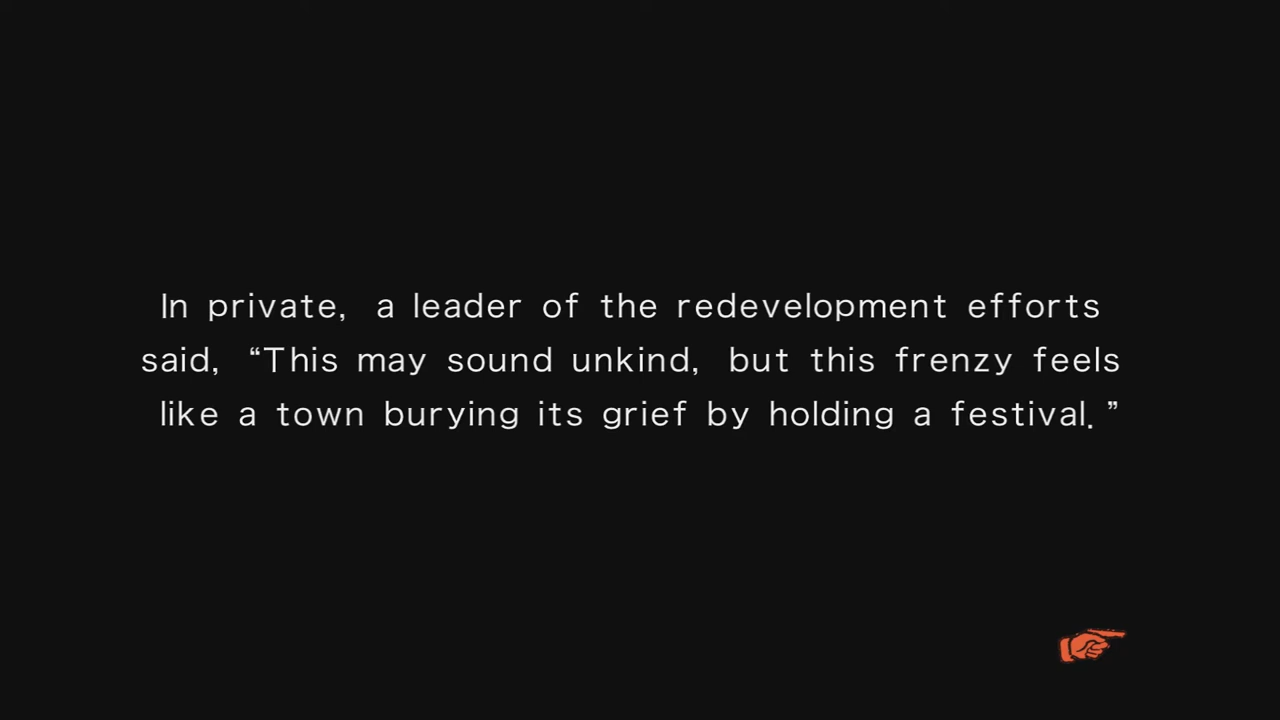 In private, a leader of the redevelopment efforts
said, “This may sound unkind, but this frenzy feels
like a town burying its grief by holding a festival.”